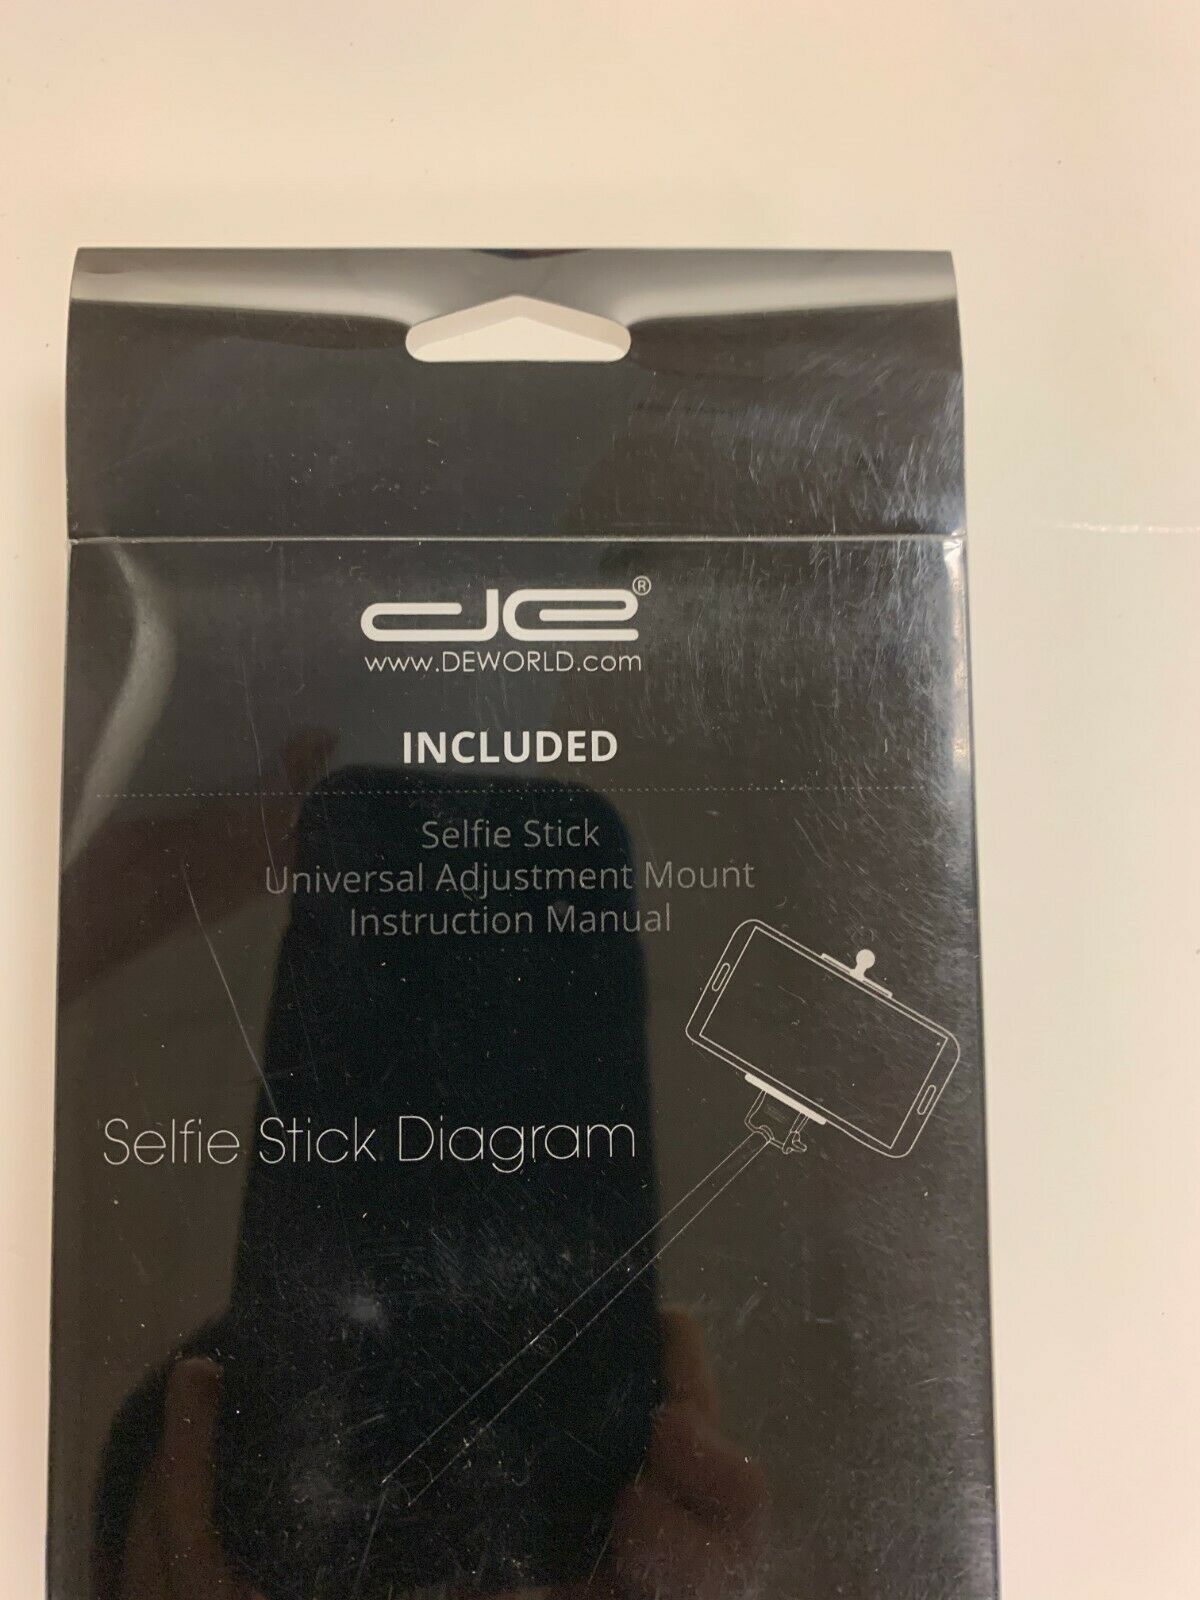 de®
www.DEWORLD.com
INCLUDED
Selfie Stick
Universal Adjustment Mount
Instruction Manual
Selfie Stick Diagram